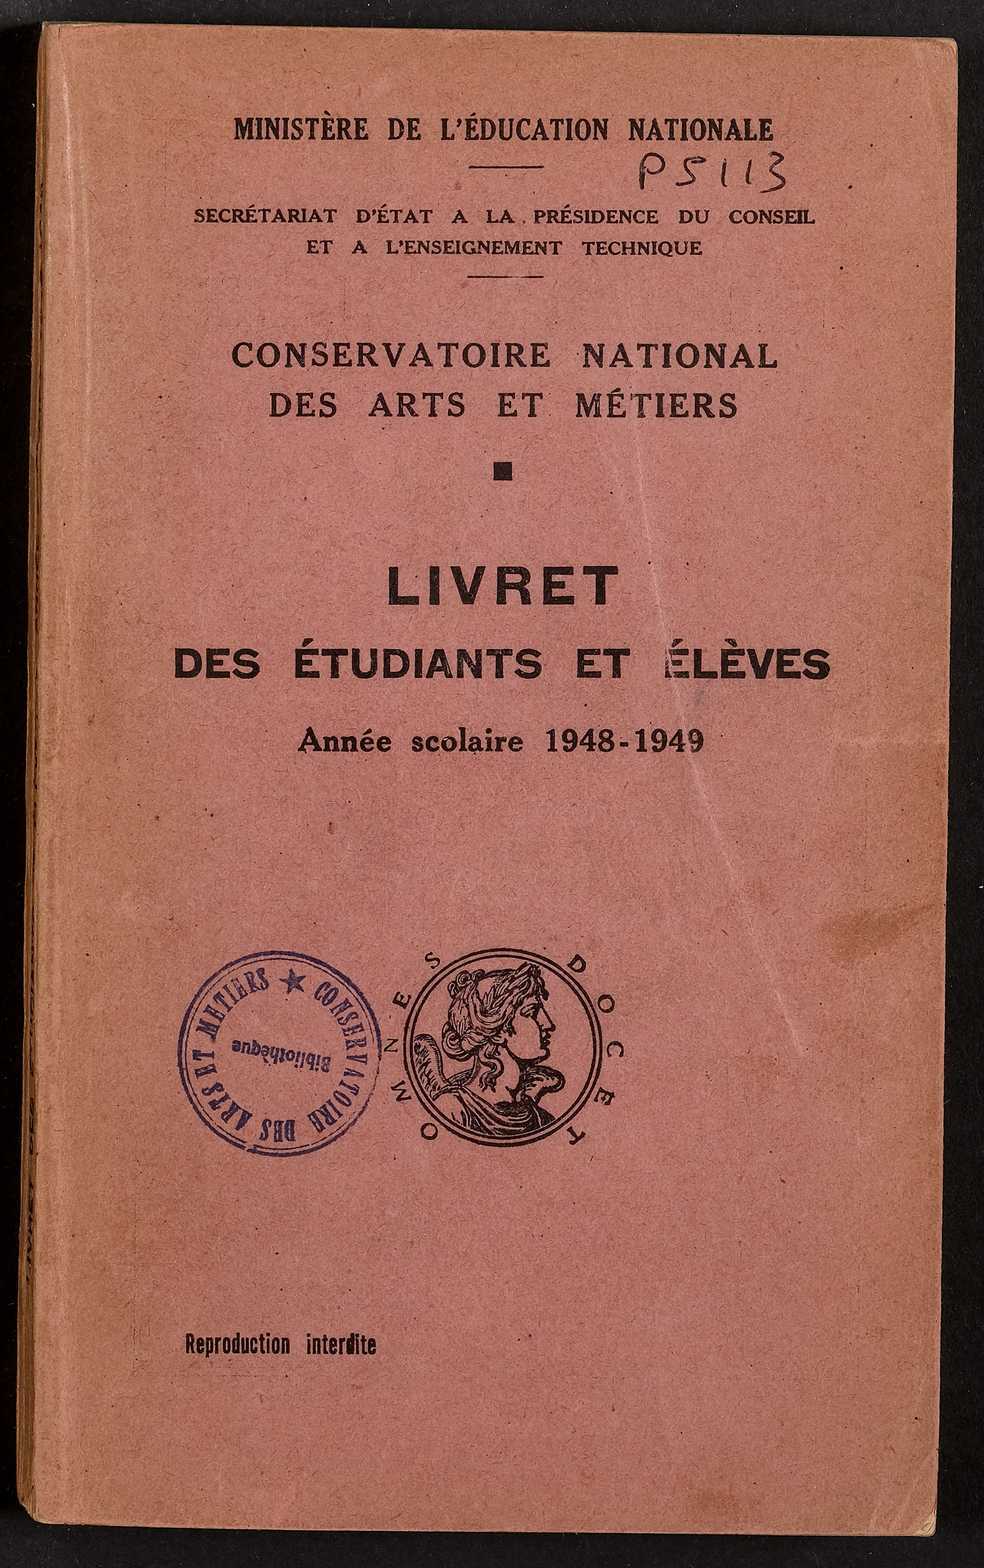 MINISTÈRE DE L'ÉDUCATION NATIONALE
PS113
SECRÉTARIAT D'ÉTAT A LA PRÉSIDENCE DU CONSEIL
ET A L'ENSEIGNEMENT TECHNIQUE
CONSERVATOIRE NATIONAL
DES ARTS ET MÉTIERS
LIVRET
DES ÉTUDIANTS ET ÉLÈVES
Année scolaire 1948-1949
CONSERVATOIRE DES ARTS ET METIERS
Bibliothèque
OMNES DOCET
Reproduction interdite